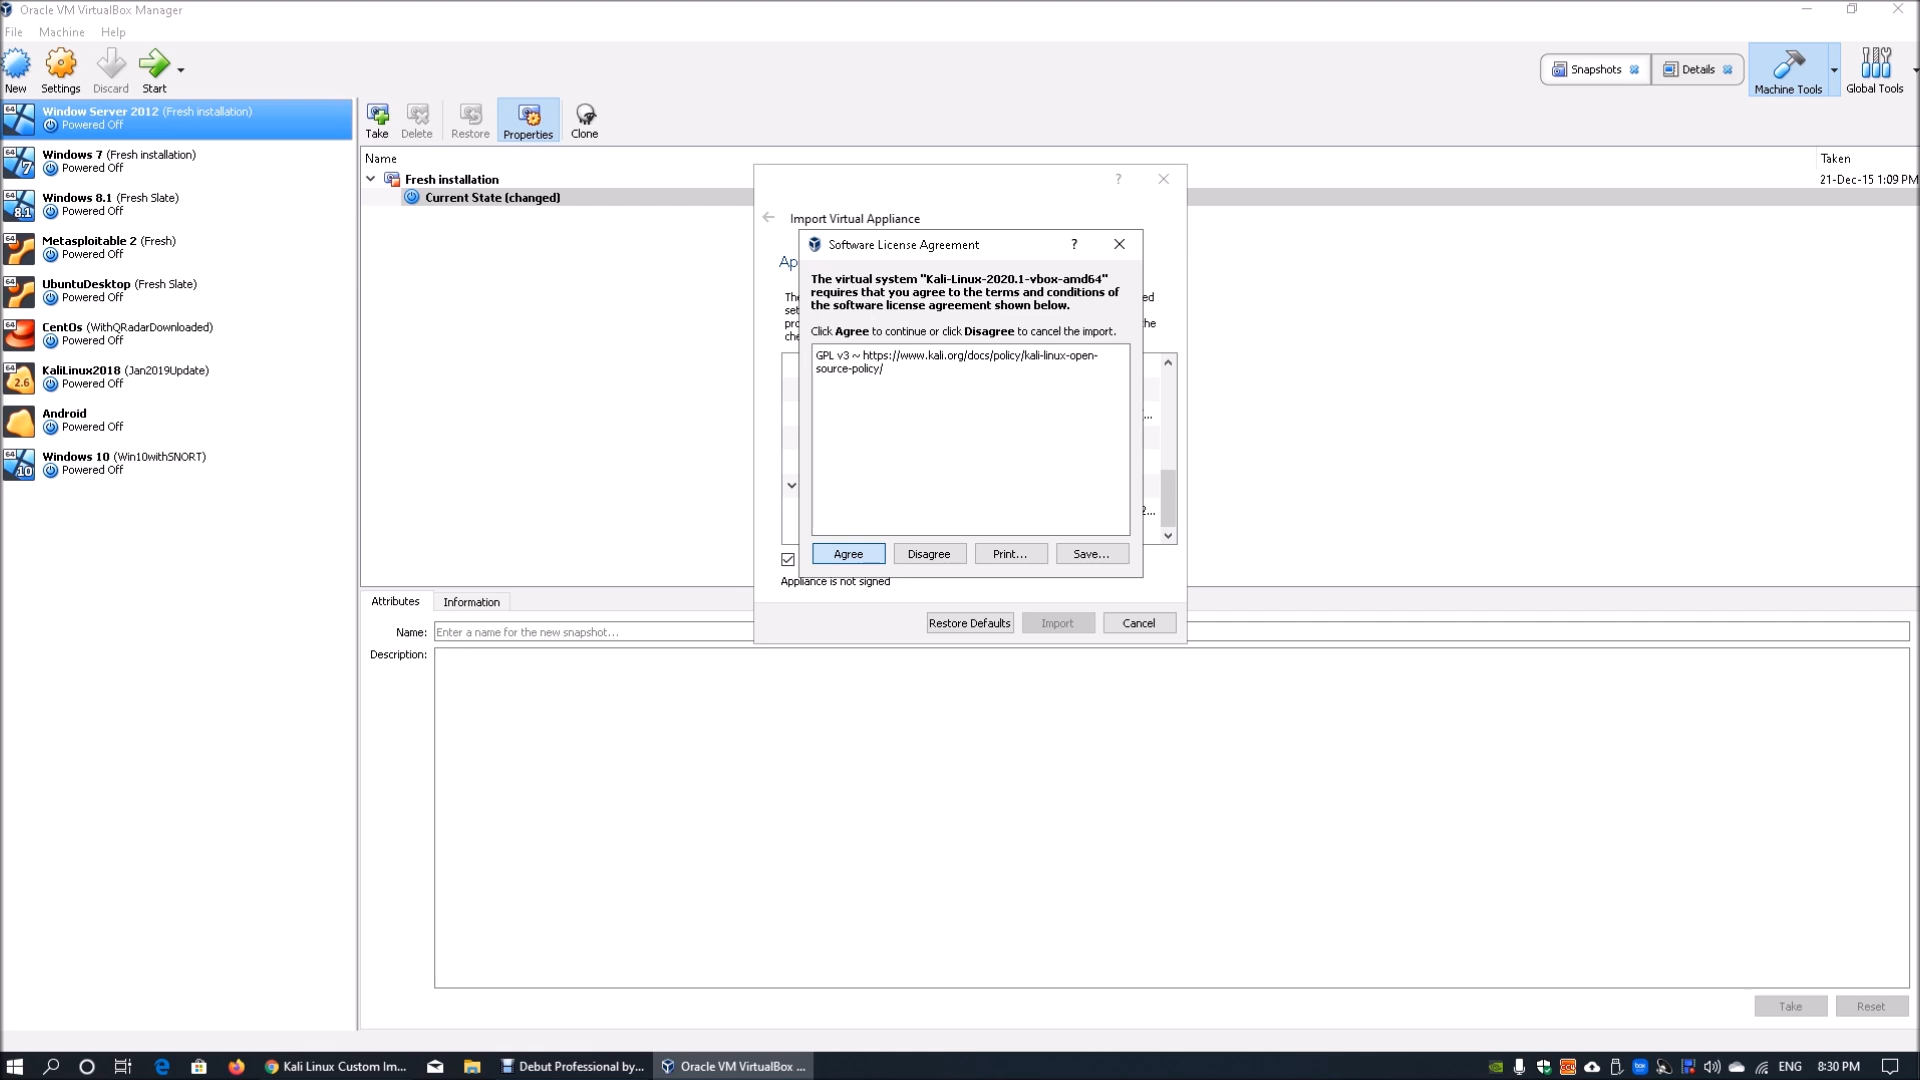 Oracle VM VirtualBox Manager
File Machine Help
New Settings Discard Start
Snapshots Details Machine Tools Global Tools
Window Server 2012 (Fresh installation)
Powered Off
Windows 7 (Fresh installation)
Powered Off
Windows 8.1 (Fresh Slate)
Powered Off
Metasploitable 2 (Fresh)
Powered Off
UbuntuDesktop (Fresh Slate)
Powered Off
CentOs (WithQRadarDownloaded)
Powered Off
KaliLinux2018 (Jan2019Update)
Powered Off
Android
Powered Off
Windows 10 (Win10withSNORT)
Powered Off
Take Delete Restore Properties Clone
Name Taken
Fresh installation 21-Dec-15 1:09 PM
Current State (changed)
Import Virtual Appliance
Software License Agreement
The virtual system "Kali-Linux-2020.1-vbox-amd64"
requires that you agree to the terms and conditions of
the software license agreement shown below.
Click Agree to continue or click Disagree to cancel the import.
GPL v3 ~ https://www.kali.org/docs/policy/kali-linux-open-
source-policy/
Agree Disagree Print... Save...
Appliance is not signed
Restore Defaults Import Cancel
Attributes Information
Name: Enter a name for the new snapshot...
Description:
Take Reset
Kali Linux Custom Im... Debut Professional by... Oracle VM VirtualBox ... ENG 8:30 PM